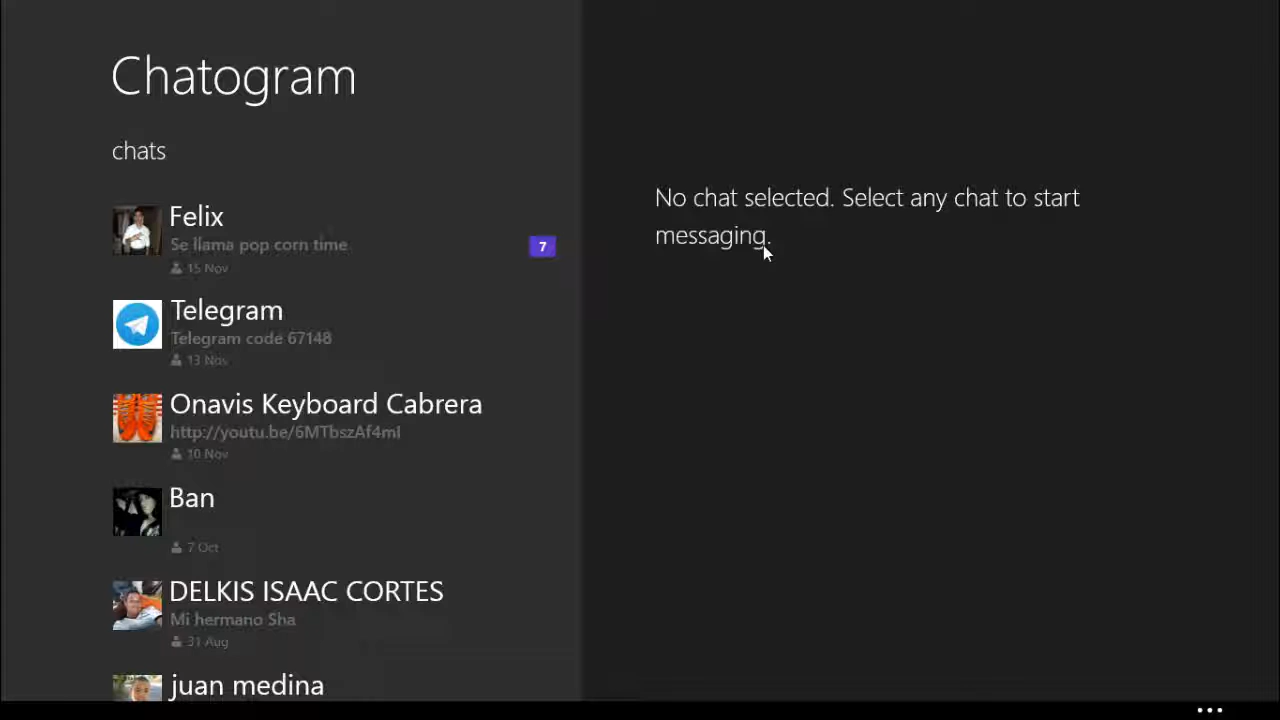 Chatogram
chats
Felix
Se llama pop corn time
7
15 Nov
Telegram
Telegram code 67148
13 Nov
Onavis Keyboard Cabrera
http://youtu.be/6MTbszAf4mI
10 Nov
Ban
7 Oct
DELKIS ISAAC CORTES
Mi hermano Sha
31 Aug
juan medina
No chat selected. Select any chat to start
messaging.